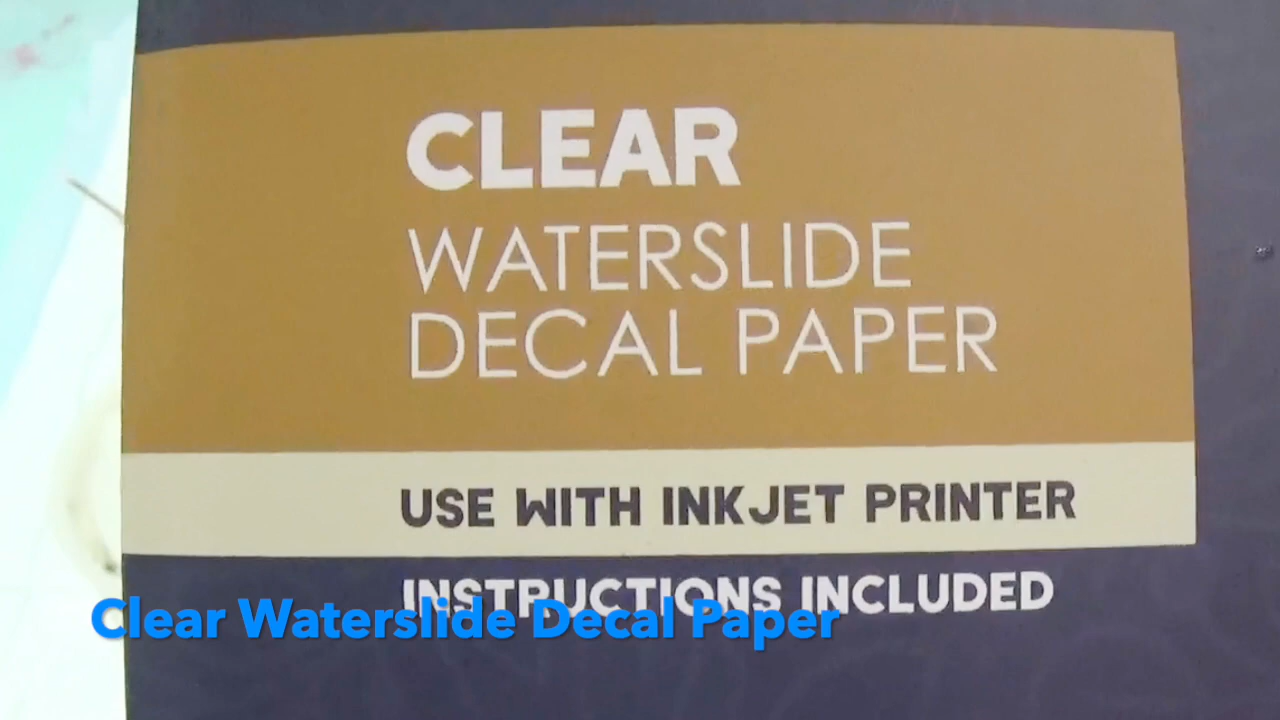 CLEAR
WATERSLIDE
DECAL PAPER
USE WITH INKJET PRINTER
INSTRUCTIONS INCLUDED
Clear Waterslide Decal Paper